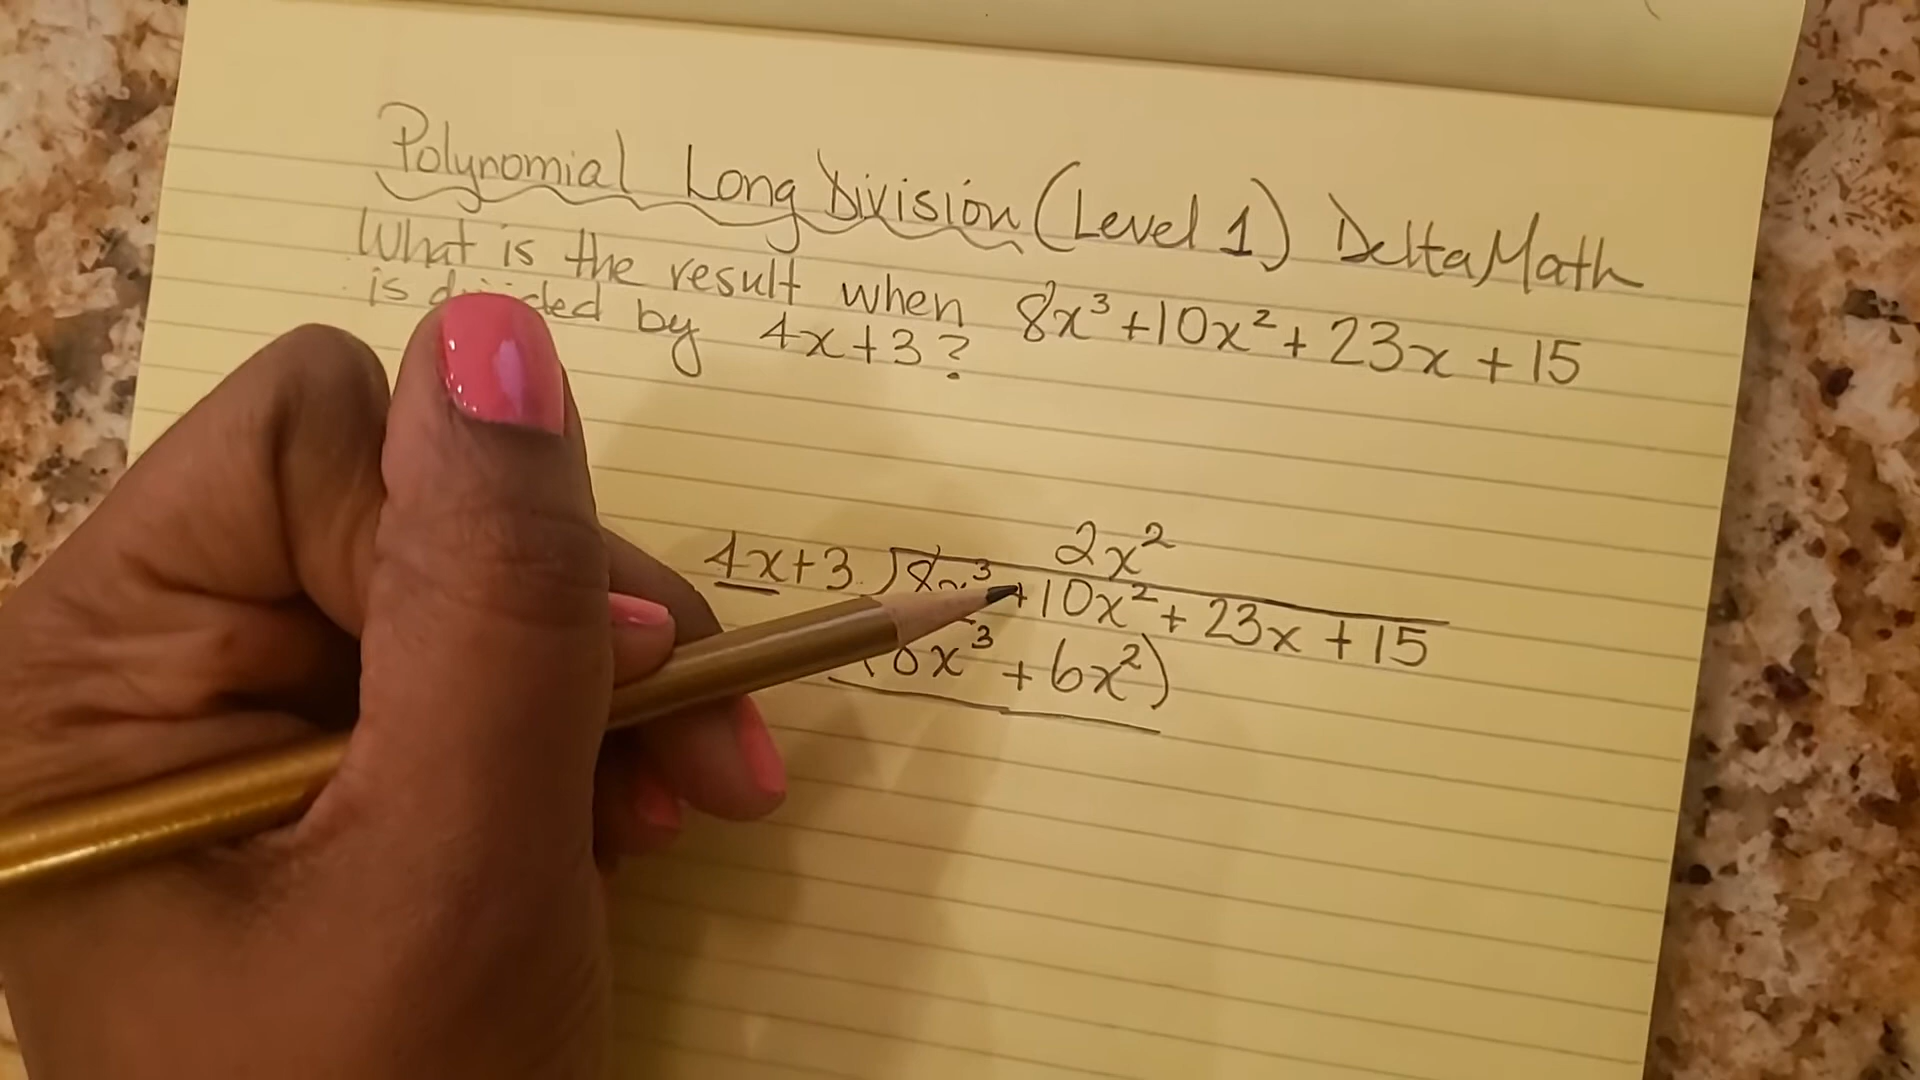 Polynomial Long Division (Level 1) DeltaMath
What is the result when 8x³+10x²+23x+15
is by 4x+3?
2x²
4x+3 +10x²+23x+15
x³+6x²)